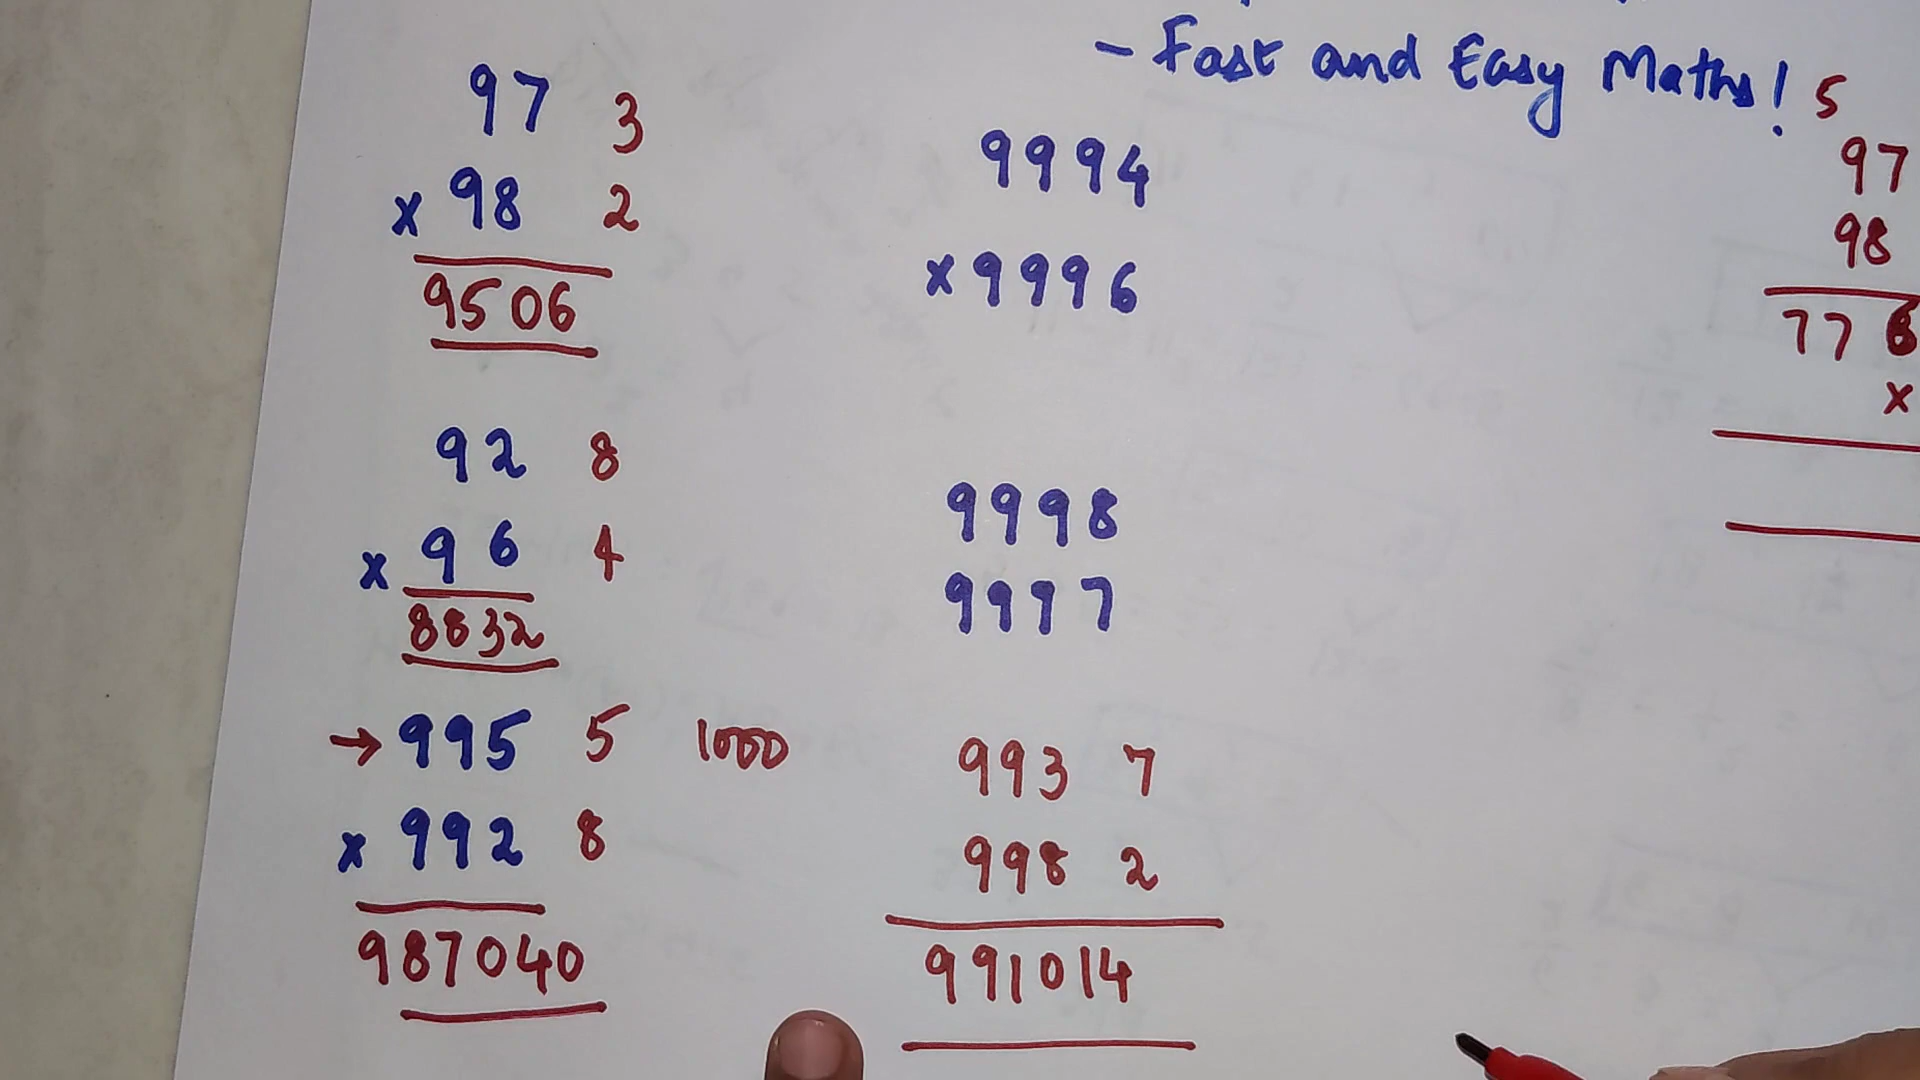 - Fast and Easy Maths!
97 3
x 98 2
9506
92 8
x 96 4
8832
→ 995 5 1000
x 992 8
987040
9994
x 9996
9998
9997
993 7
998 2
991014
5
97
98
776
x